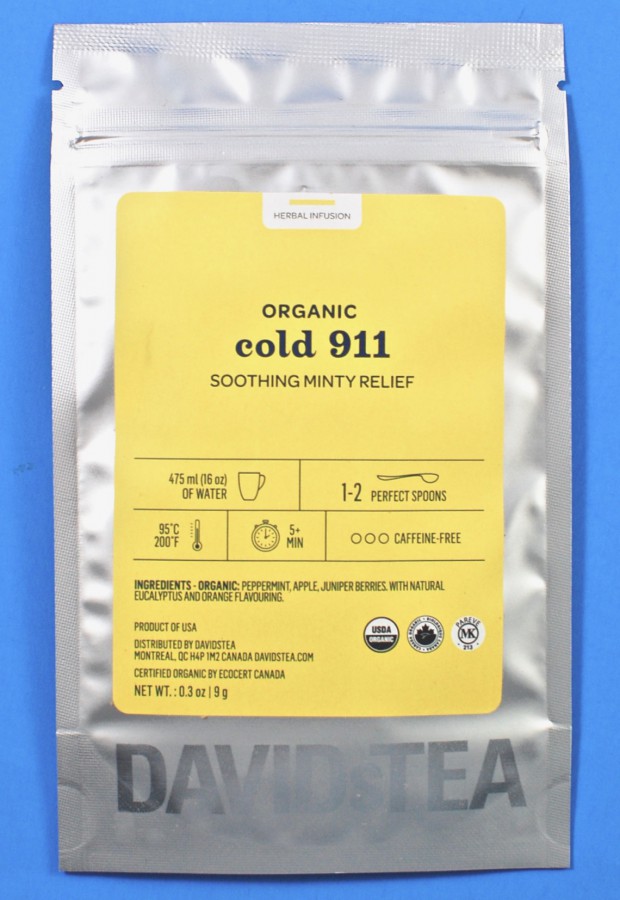 HERBAL INFUSION
ORGANIC
cold 911
SOOTHING MINTY RELIEF
475 ml (16 oz)
OF WATER
1-2 PERFECT SPOONS
95°C
200°F
5+
MIN
CAFFEINE-FREE
INGREDIENTS - ORGANIC: PEPPERMINT, APPLE, JUNIPER BERRIES. WITH NATURAL
EUCALYPTUS AND ORANGE FLAVOURING.
PRODUCT OF USA
DISTRIBUTED BY DAVIDSTEA
MONTREAL, QC H4P 1M2 CANADA DAVIDSTEA.COM
CERTIFIED ORGANIC BY ECOCERT CANADA
NET WT. : 0.3 oz | 9 g
USDA
ORGANIC
PAREVE
MK
212
DAVIDsTEA